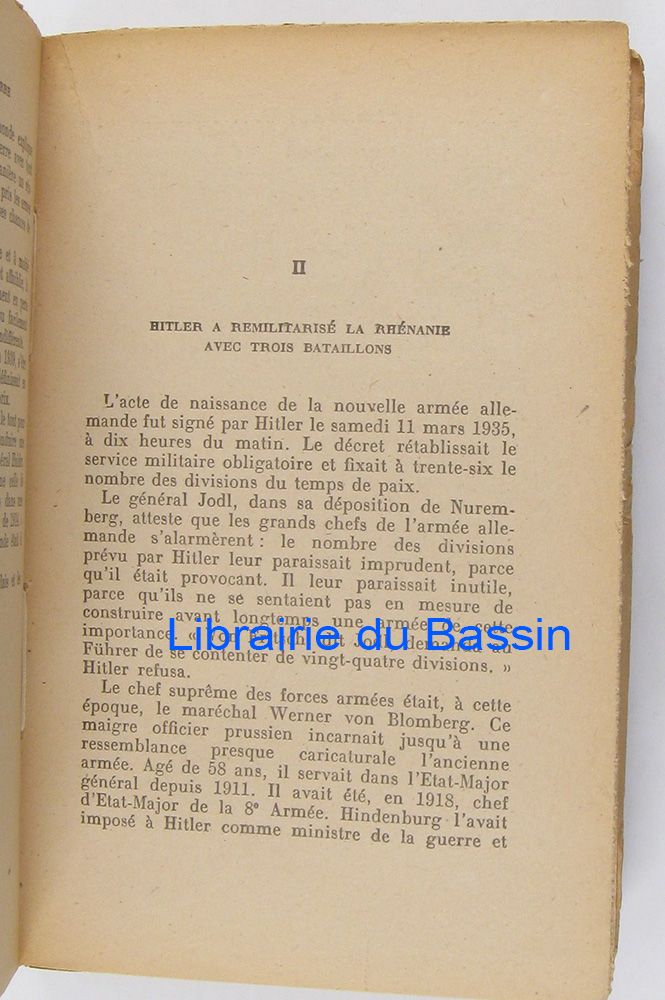 II
HITLER A REMILITARISÉ LA RHÉNANIE
AVEC TROIS BATAILLONS
L'acte de naissance de la nouvelle armée alle-
mande fut signé par Hitler le samedi 11 mars 1935,
à dix heures du matin. Le décret rétablissait le
service militaire obligatoire et fixait à trente-six le
nombre des divisions du temps de paix.
Le général Jodl, dans sa déposition de Nurem-
berg, atteste que les grands chefs de l'armée alle-
mande s'alarmèrent : le nombre des divisions
prévu par Hitler leur paraissait imprudent, parce
qu'il était provocant. Il leur paraissait inutile,
parce qu'ils ne se sentaient pas en mesure de
construire avant longtemps une armée de cette
importance. « Von dit Jodl demanda au
Librairie du Bassin
Führer de se contenter de vingt-quatre divisions. »
Hitler refusa.
Le chef suprême des forces armées était, à cette
époque, le maréchal Werner von Blomberg. Ce
maigre officier prussien incarnait jusqu'à une
ressemblance presque caricaturale l'ancienne
armée. Agé de 58 ans, il servait dans l'Etat-Major
général depuis 1911. Il avait été, en 1918, chef
d'Etat-Major de la 8e Armée. Hindenburg l'avait
imposé à Hitler comme ministre de la guerre et